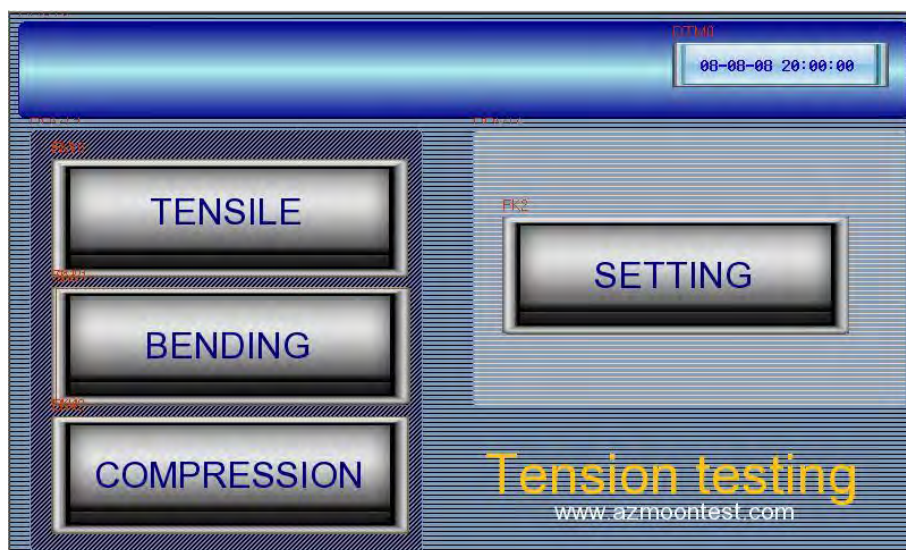 DTM0
08-08-08 20:00:00
TENSILE
FK2
SETTING
BENDING
COMPRESSION
Tension testing
www.azmoontest.com